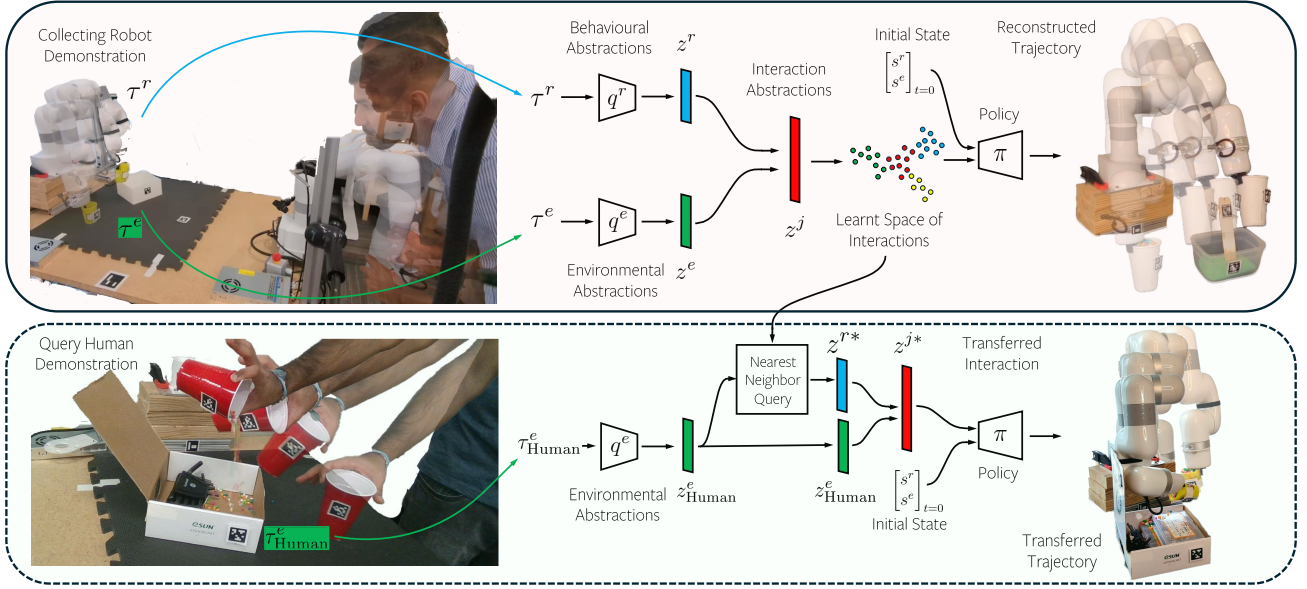 Collecting Robot
Demonstration
τ^r
τ^e
Behavioural
Abstractions
z^r
τ^r
q^r
Interaction
Abstractions
z^j
τ^e
q^e
z^e
Environmental
Abstractions
Learnt Space of
Interactions
Initial State
[s^r s^e]_{t=0}
Policy
π
Reconstructed
Trajectory
Query Human
Demonstration
eSUN
τ^e_Human
τ^e_Human
q^e
Environmental
Abstractions
z^e_Human
Nearest
Neighbor
Query
z^{r*}
z^e_Human
z^{j*}
[s^r s^e]_{t=0}
Initial State
Transferred
Interaction
π
Policy
Transferred
Trajectory
eSUN